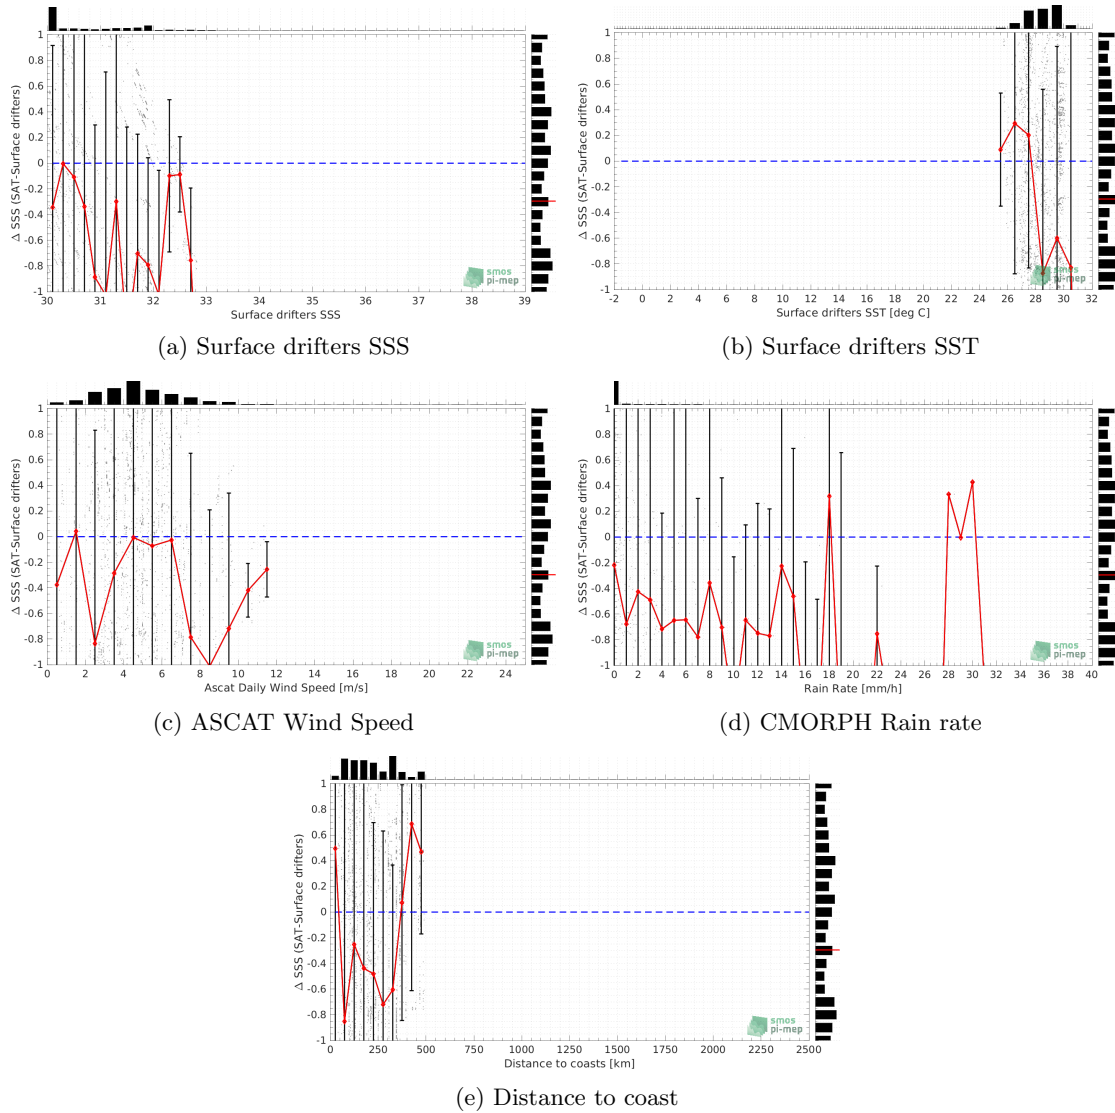 1
0.8
0.6
0.4
0.2
0
-0.2
-0.4
-0.6
-0.8
-1
Δ SSS (SAT-Surface drifters)
30 31 32 33 34 35 36 37 38 39
Surface drifters SSS
smos
pi-mep
(a) Surface drifters SSS
1
0.8
0.6
0.4
0.2
0
-0.2
-0.4
-0.6
-0.8
-1
Δ SSS (SAT-Surface drifters)
-2 0 2 4 6 8 10 12 14 16 18 20 22 24 26 28 30 32
Surface drifters SST [deg C]
smos
pi-mep
(b) Surface drifters SST
1
0.8
0.6
0.4
0.2
0
-0.2
-0.4
-0.6
-0.8
-1
Δ SSS (SAT-Surface drifters)
0 2 4 6 8 10 12 14 16 18 20 22 24
Ascat Daily Wind Speed [m/s]
smos
pi-mep
(c) ASCAT Wind Speed
1
0.8
0.6
0.4
0.2
0
-0.2
-0.4
-0.6
-0.8
-1
Δ SSS (SAT-Surface drifters)
0 2 4 6 8 10 12 14 16 18 20 22 24 26 28 30 32 34 36 38 40
Rain Rate [mm/h]
smos
pi-mep
(d) CMORPH Rain rate
1
0.8
0.6
0.4
0.2
0
-0.2
-0.4
-0.6
-0.8
-1
Δ SSS (SAT-Surface drifters)
0 250 500 750 1000 1250 1500 1750 2000 2250 2500
Distance to coasts [km]
smos
pi-mep
(e) Distance to coast